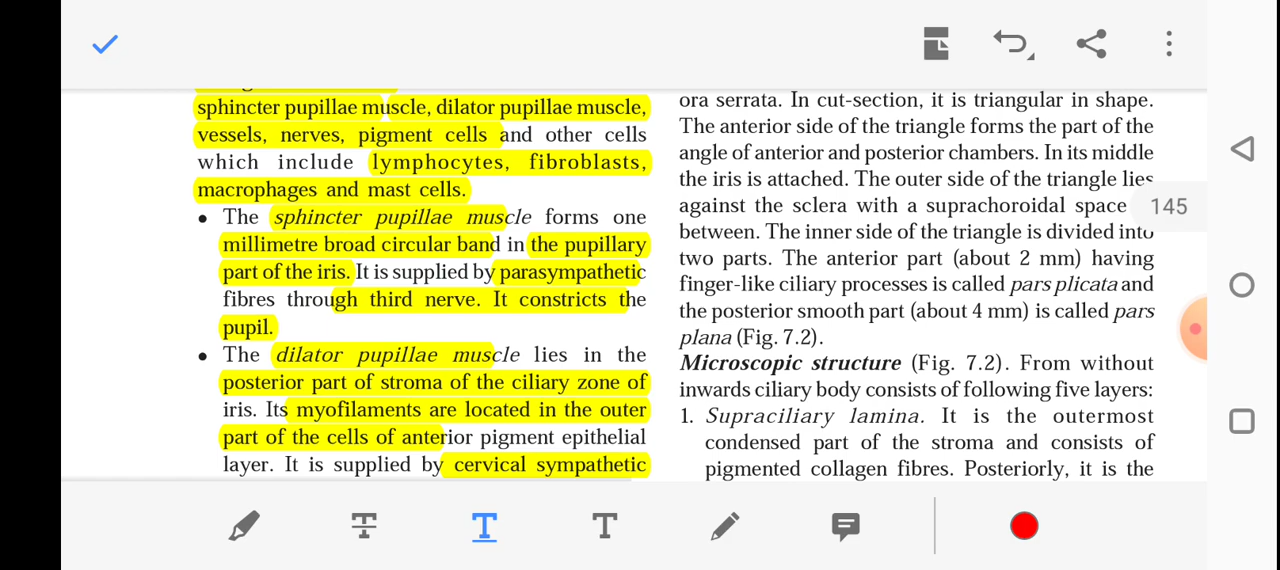 sphincter pupillae muscle, dilator pupillae muscle,
vessels, nerves, pigment cells and other cells
which include lymphocytes, fibroblasts,
macrophages and mast cells.
• The sphincter pupillae muscle forms one
millimetre broad circular band in the pupillary
part of the iris. It is supplied by parasympathetic
fibres through third nerve. It constricts the
pupil.
• The dilator pupillae muscle lies in the
posterior part of stroma of the ciliary zone of
iris. Its myofilaments are located in the outer
part of the cells of anterior pigment epithelial
layer. It is supplied by cervical sympathetic
ora serrata. In cut-section, it is triangular in shape.
The anterior side of the triangle forms the part of the
angle of anterior and posterior chambers. In its middle
the iris is attached. The outer side of the triangle lies
against the sclera with a suprachoroidal space
between. The inner side of the triangle is divided into
two parts. The anterior part (about 2 mm) having
finger-like ciliary processes is called pars plicata and
the posterior smooth part (about 4 mm) is called pars
plana (Fig. 7.2).
Microscopic structure (Fig. 7.2). From without
inwards ciliary body consists of following five layers:
1. Supraciliary lamina. It is the outermost
condensed part of the stroma and consists of
pigmented collagen fibres. Posteriorly, it is the
145
T
T
T